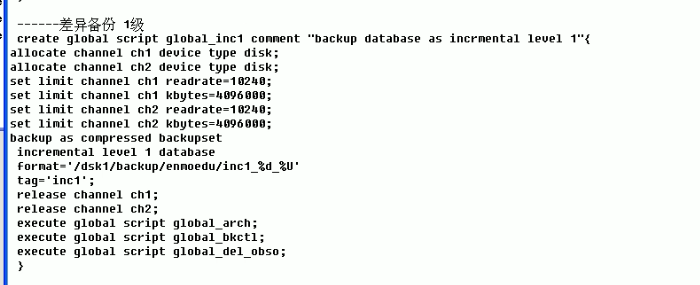 ------差异备份 1级
create global script global_inc1 comment "backup database as incrmental level 1"{
allocate channel ch1 device type disk;
allocate channel ch2 device type disk;
set limit channel ch1 readrate=10240;
set limit channel ch1 kbytes=4096000;
set limit channel ch2 readrate=10240;
set limit channel ch2 kbytes=4096000;
backup as compressed backupset
incremental level 1 database
format='/dsk1/backup/enmoedu/inc1_%d_%U'
tag='inc1';
release channel ch1;
release channel ch2;
execute global script global_arch;
execute global script global_bkctl;
execute global script global_del_obso;
}